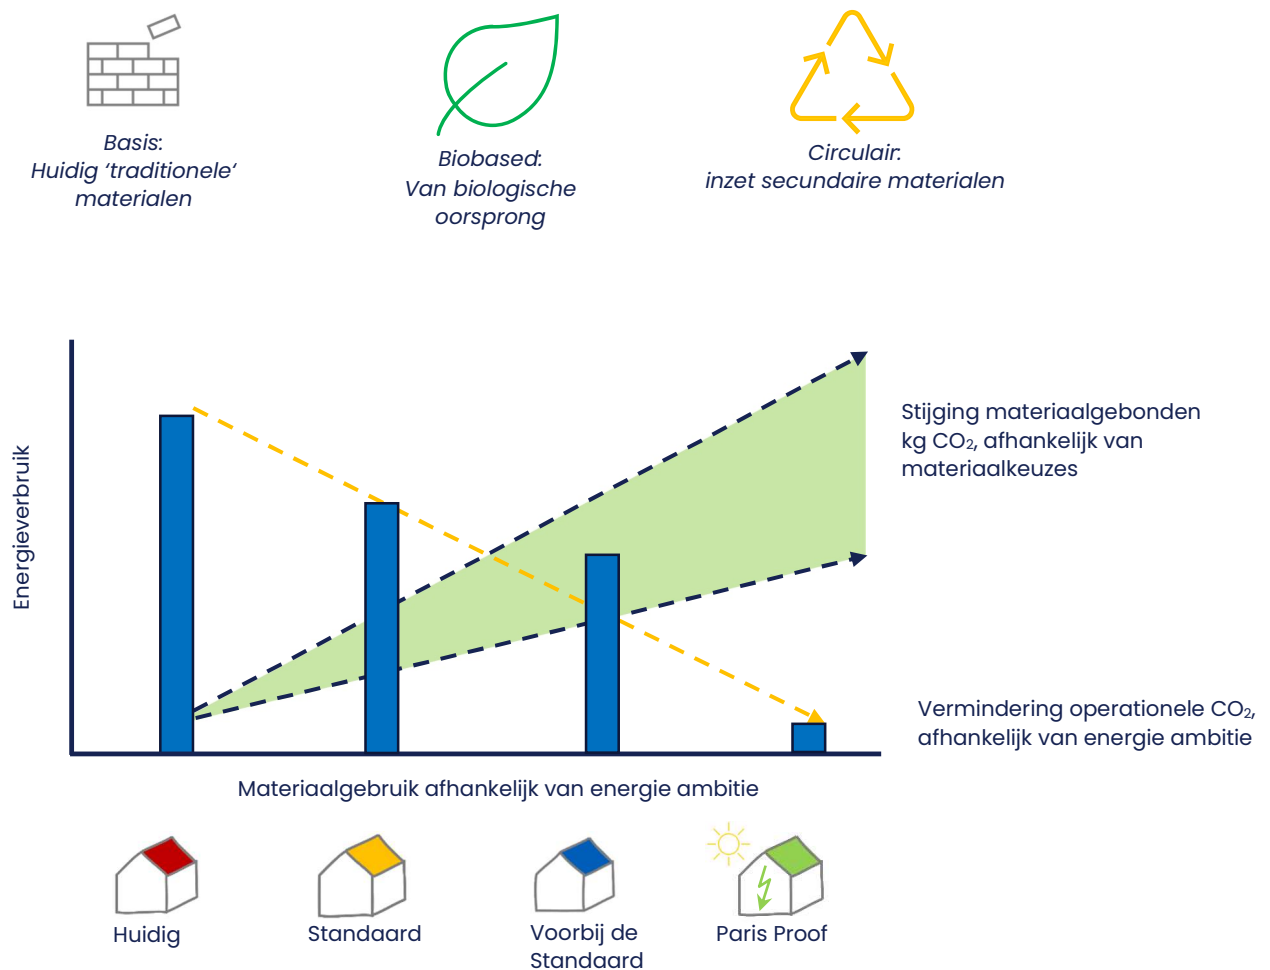 Basis:
Huidig ‘traditionele‘
materialen
Biobased:
Van biologische
oorsprong
Circulair:
inzet secundaire materialen
Energieverbruik
Stijging materiaalgebonden
kg CO₂, afhankelijk van
materiaalkeuzes
Vermindering operationele CO₂,
afhankelijk van energie ambitie
Materiaalgebruik afhankelijk van energie ambitie
Huidig
Standaard
Voorbij de
Standaard
Paris Proof